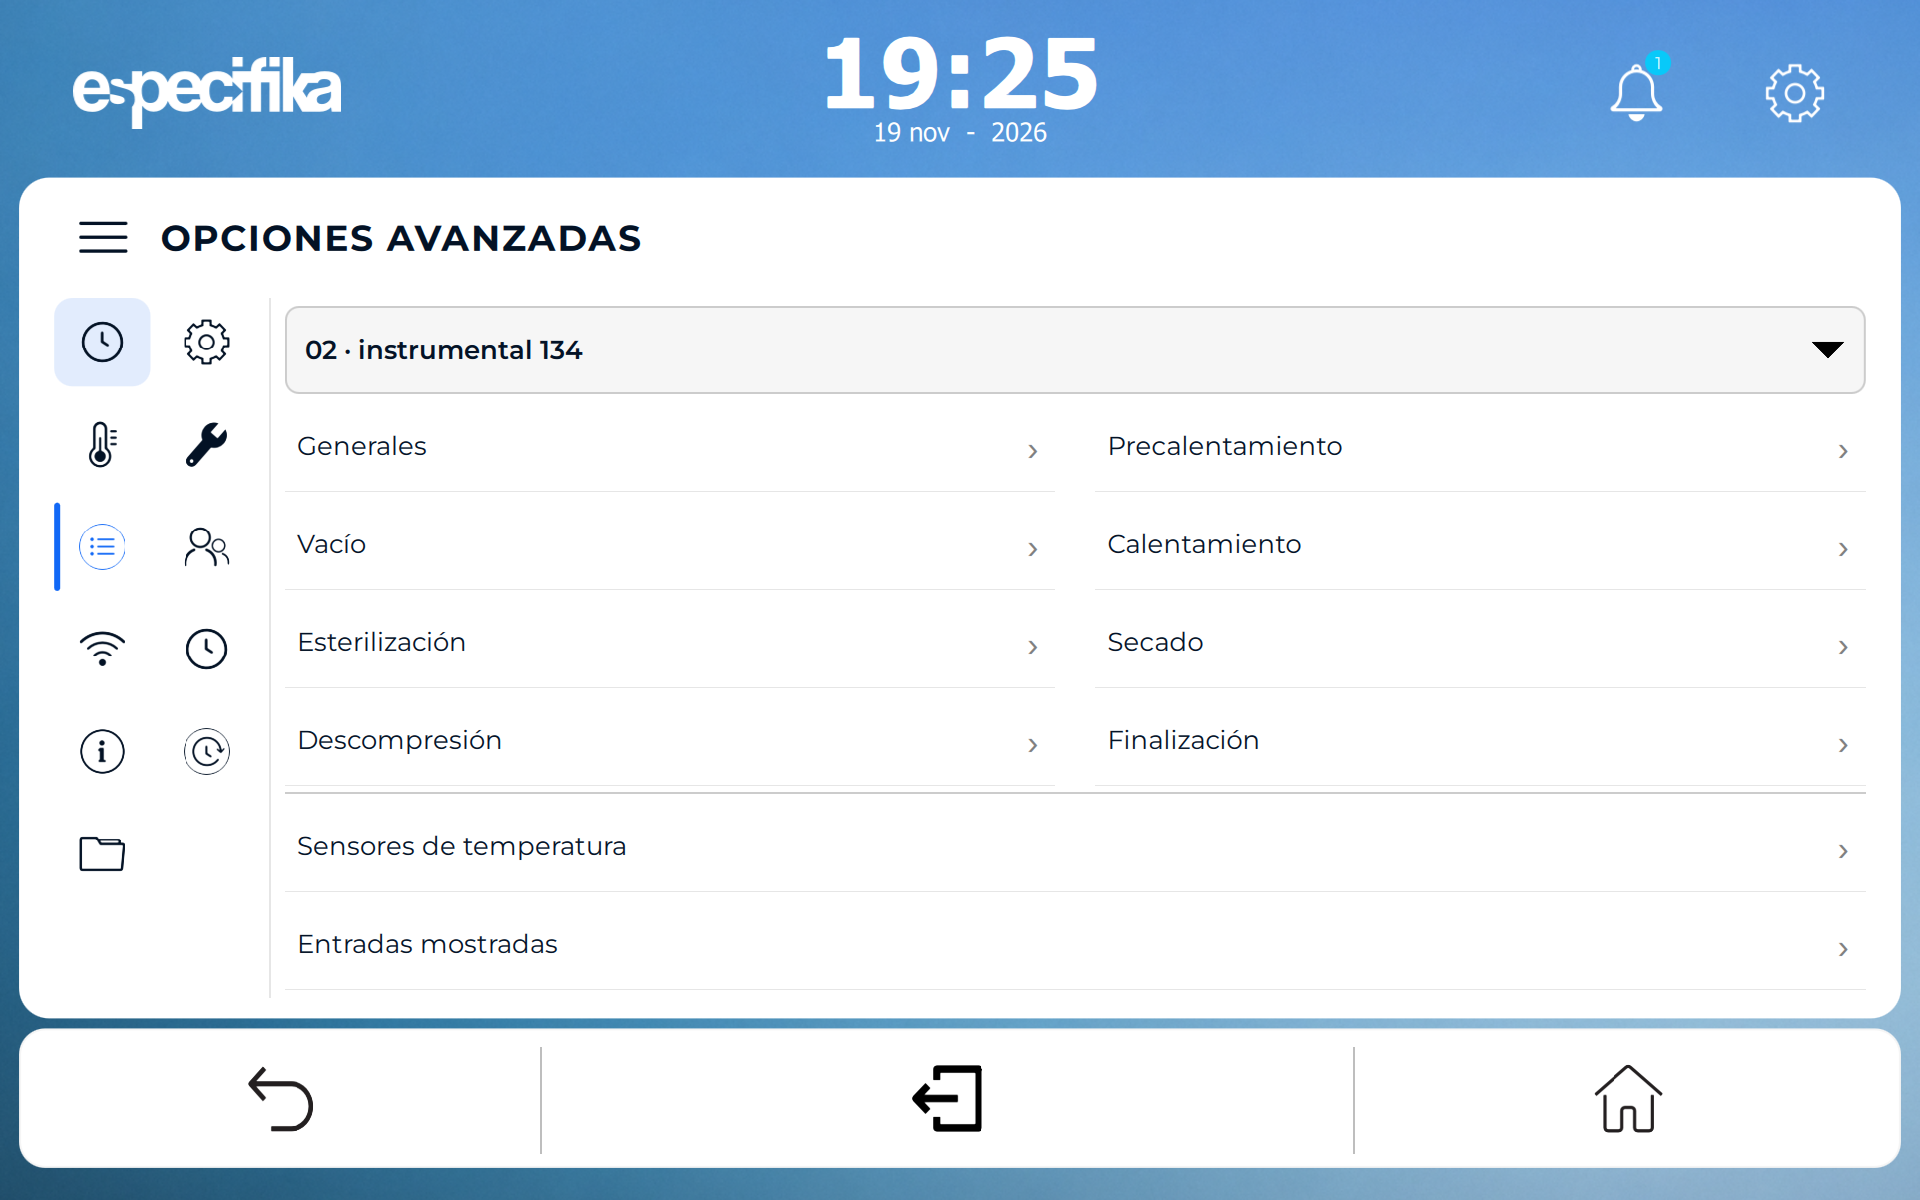 especifika
19:25
19 nov - 2026
1
OPCIONES AVANZADAS
02 · instrumental 134
Generales
Precalentamiento
Vacío
Calentamiento
Esterilización
Secado
Descompresión
Finalización
Sensores de temperatura
Entradas mostradas